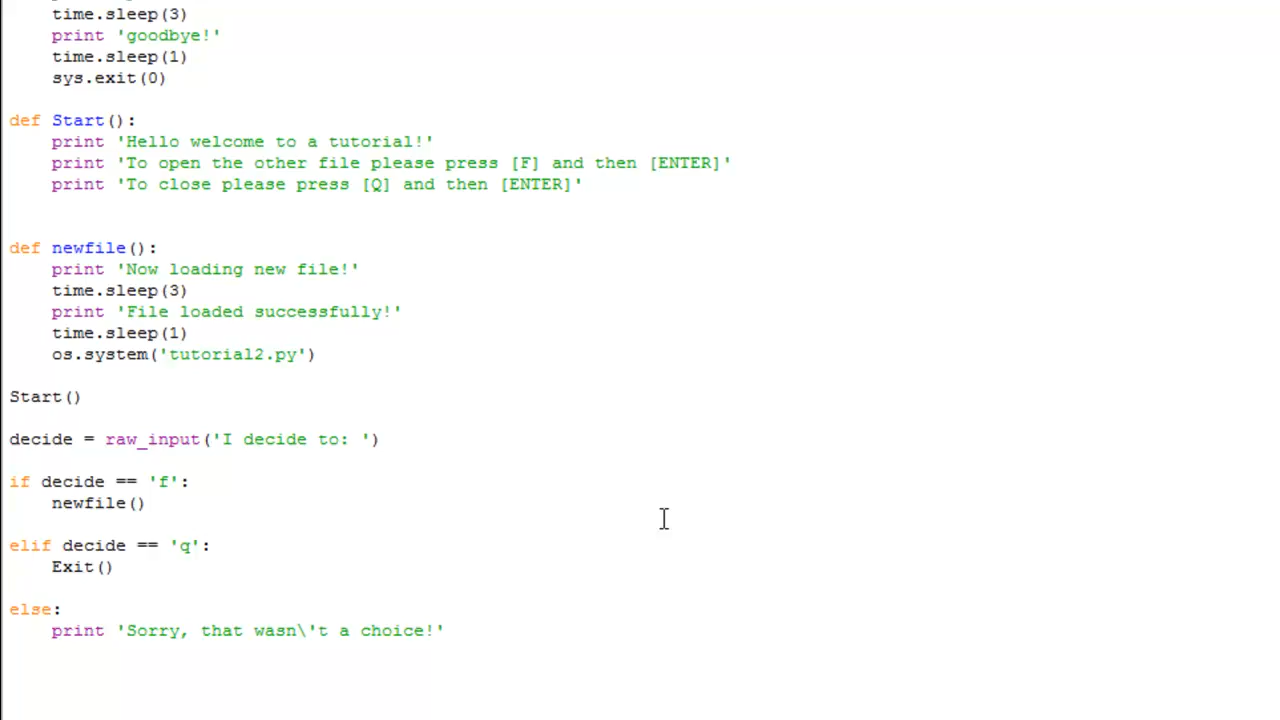 time.sleep(3)
print 'goodbye!'
time.sleep(1)
sys.exit(0)
def Start():
print 'Hello welcome to a tutorial!'
print 'To open the other file please press [F] and then [ENTER]'
print 'To close please press [Q] and then [ENTER]'
def newfile():
print 'Now loading new file!'
time.sleep(3)
print 'File loaded successfully!'
time.sleep(1)
os.system('tutorial2.py')
Start()
decide = raw_input('I decide to: ')
if decide == 'f':
newfile()
elif decide == 'q':
Exit()
else:
print 'Sorry, that wasn\'t a choice!'